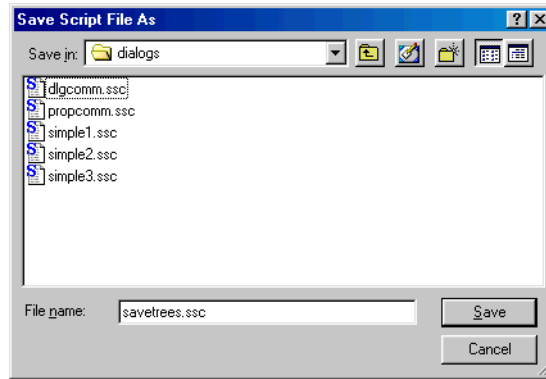 Save Script File As
Save in: dialogs
dlgcomm.ssc
propcomm.ssc
simple1.ssc
simple2.ssc
simple3.ssc
File name: savetrees.ssc Save
Cancel